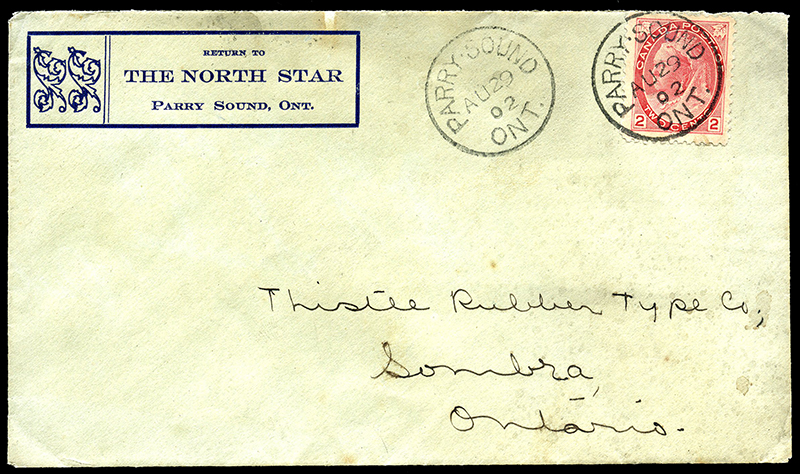 RETURN TO
THE NORTH STAR
PARRY SOUND, ONT.
PARRY·SOUND
AU 29
02
ONT.
PARRY·SOUND
AU 29
02
ONT.
CANADA POSTAGE
2 TWO CENTS 2
Thistle Rubber Type Co,
Sombra,
Ontario.